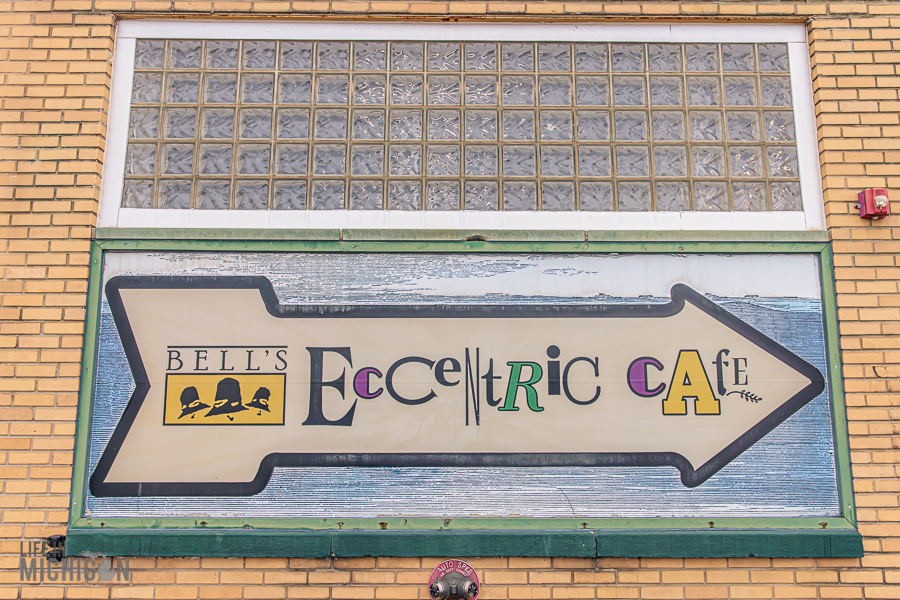 BELL'S
EccENtRiC CAfE
AUTO SPKR
LIFE IN
MICHIGAN